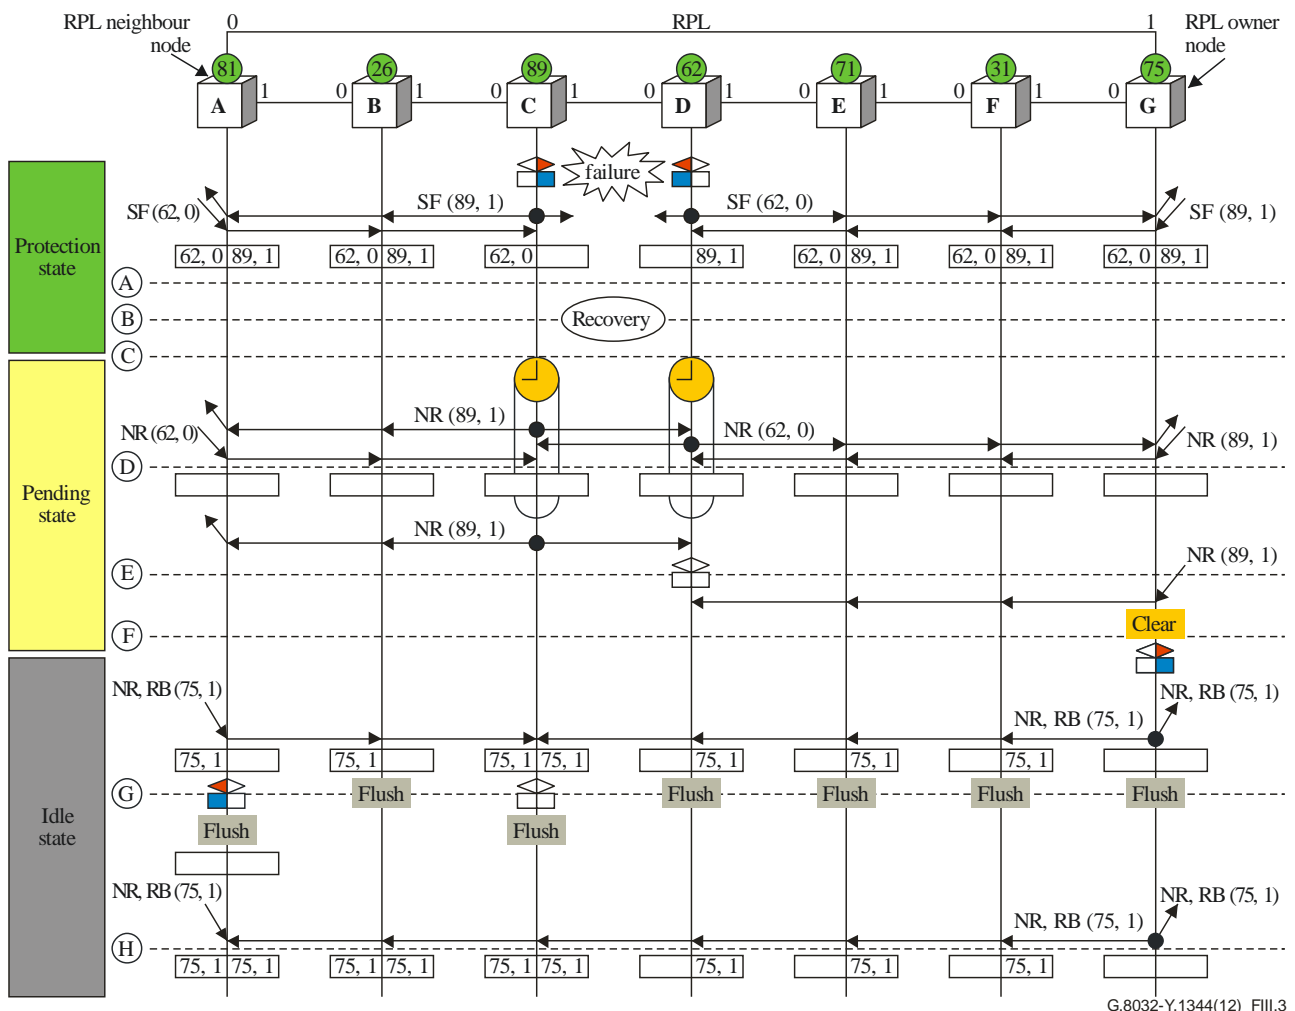 RPL neighbour node
0
RPL
1
RPL owner node
81
26
89
62
71
31
75
A
1
0
B
1
0
C
1
0
D
1
0
E
1
0
F
1
0
G
failure
Protection state
SF (62, 0)
SF (89, 1)
SF (62, 0)
SF (89, 1)
62, 0 89, 1
62, 0 89, 1
62, 0
89, 1
62, 0 89, 1
62, 0 89, 1
62, 0 89, 1
A
B
Recovery
C
Pending state
NR (62, 0)
NR (89, 1)
NR (62, 0)
NR (89, 1)
D
NR (89, 1)
E
NR (89, 1)
Clear
F
Idle state
NR, RB (75, 1)
NR, RB (75, 1)
NR, RB (75, 1)
75, 1
75, 1
75, 1 75, 1
75, 1
75, 1
75, 1
G
Flush
Flush
Flush
Flush
Flush
Flush
Flush
NR, RB (75, 1)
NR, RB (75, 1)
NR, RB (75, 1)
H
75, 1 75, 1
75, 1 75, 1
75, 1 75, 1
75, 1
75, 1
75, 1
G.8032-Y.1344(12)_FIII.3